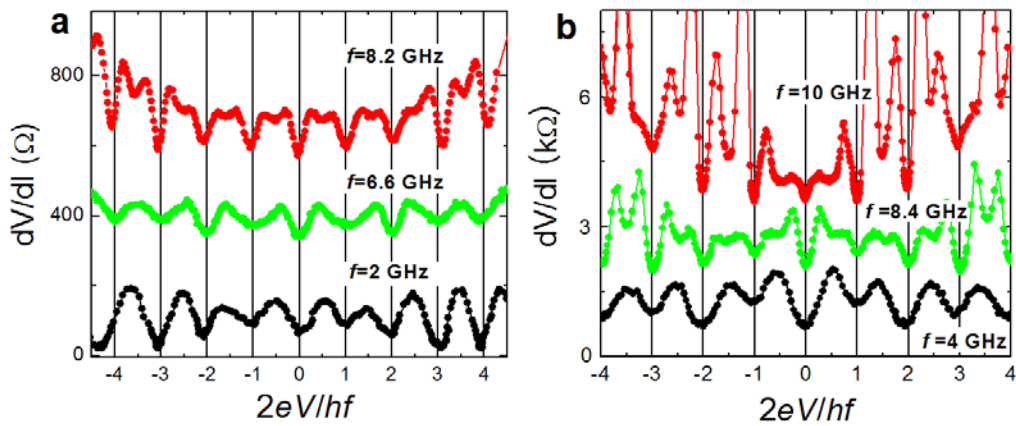 a
f=8.2 GHz
f=6.6 GHz
f=2 GHz
dV/dI (Ω)
800
400
0
-4 -3 -2 -1 0 1 2 3 4
2eV/hf
b
f=10 GHz
f=8.4 GHz
f=4 GHz
dV/dI (kΩ)
6
3
0
-4 -3 -2 -1 0 1 2 3 4
2eV/hf